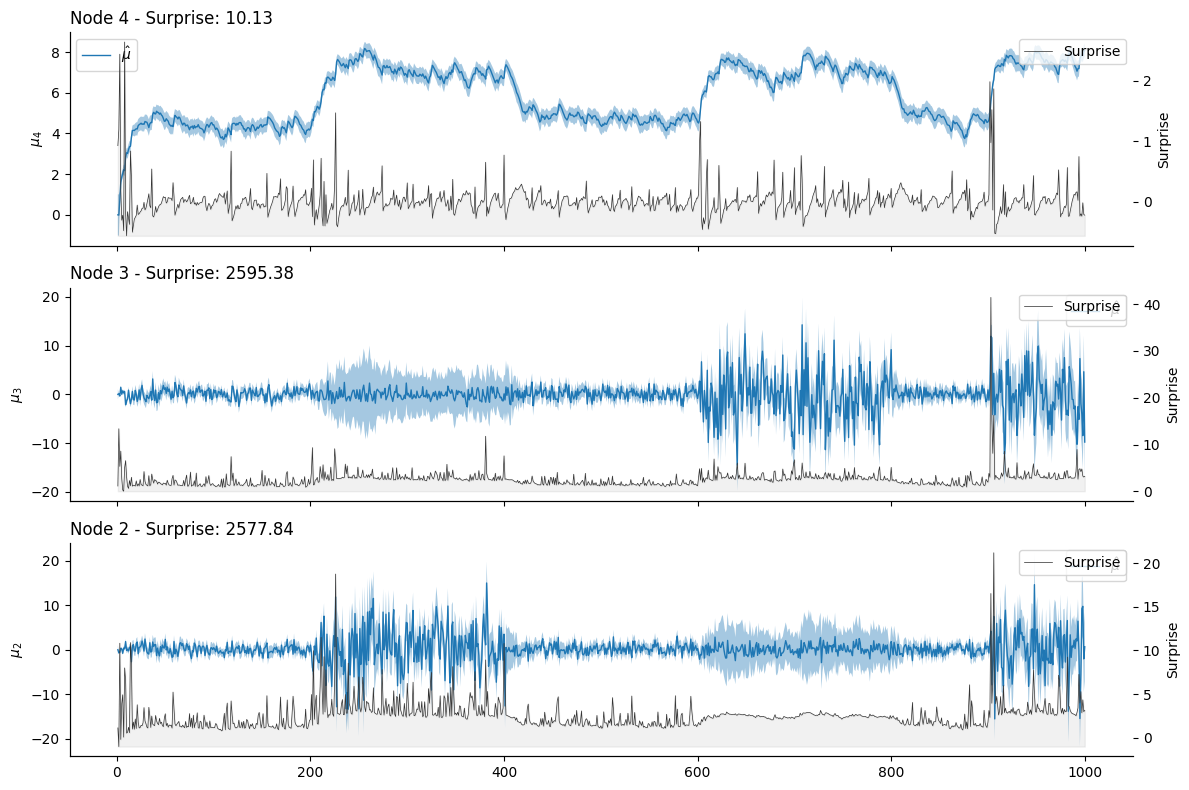 Node 4 - Surprise: 10.13
μ̂
Surprise
8
6
4
2
0
μ4
2
1
0
Surprise
Node 3 - Surprise: 2595.38
Surprise
μ̂
20
10
0
−10
−20
μ3
40
30
20
10
0
Surprise
Node 2 - Surprise: 2577.84
Surprise
μ̂
20
10
0
−10
−20
μ2
20
15
10
5
0
Surprise
0 200 400 600 800 1000